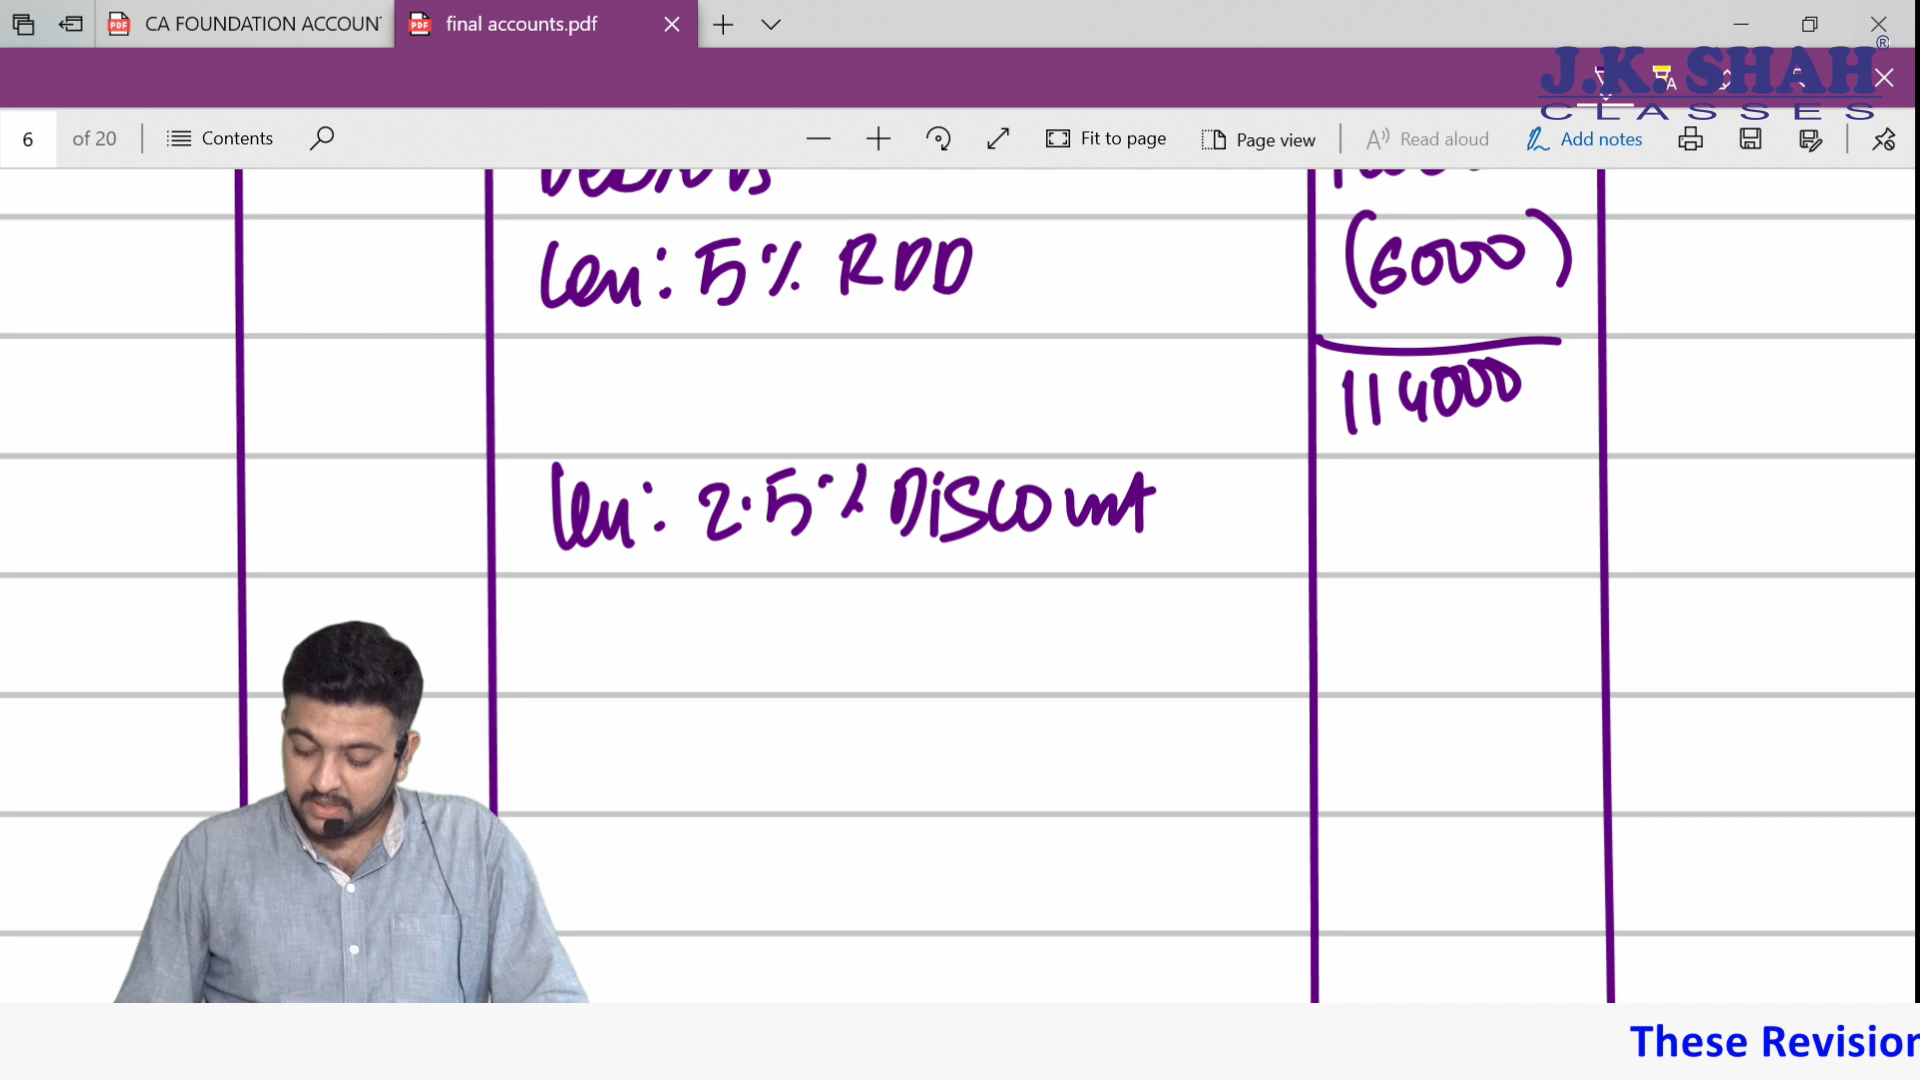 CA FOUNDATION ACCOUN
final accounts.pdf
J.K. SHAH ®
CLASSES
6 of 20 Contents Fit to page Page view Read aloud Add notes
Debtors
Less: 5% RDD (6000)
114000
Less: 2.5% Discount
These Revision